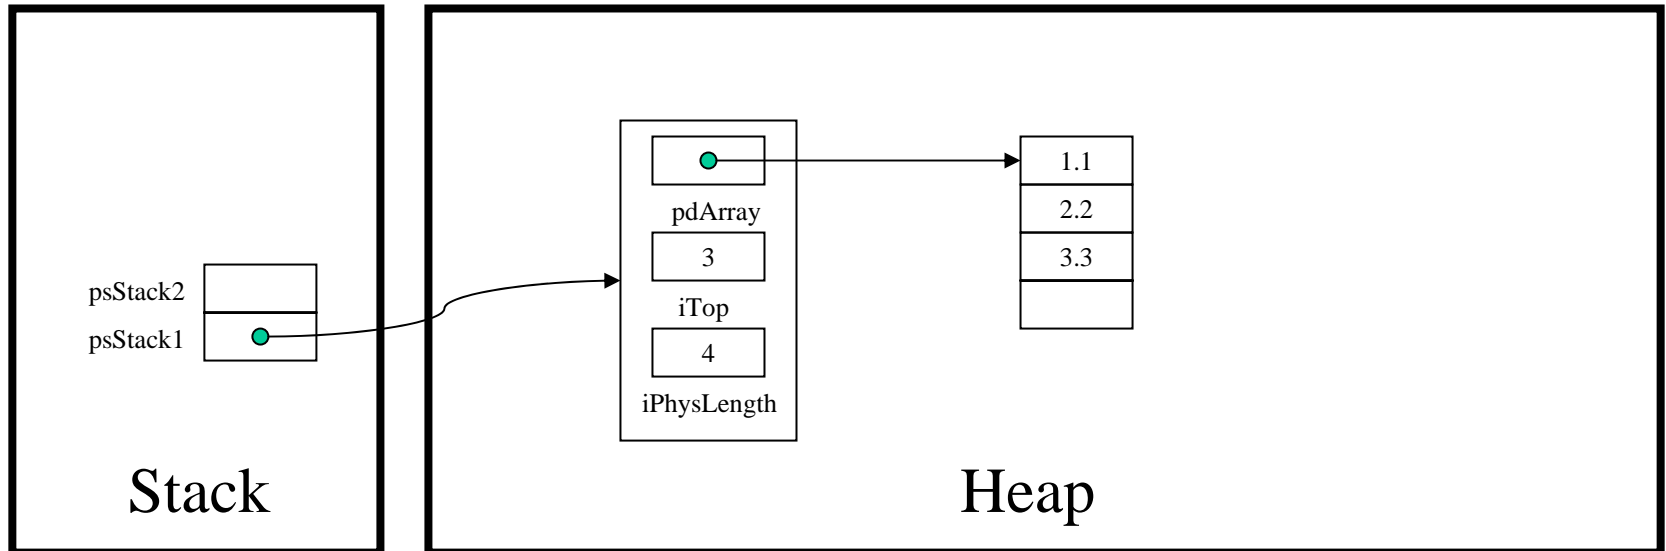 psStack2
psStack1
Stack
pdArray
3
iTop
4
iPhysLength
1.1
2.2
3.3
Heap